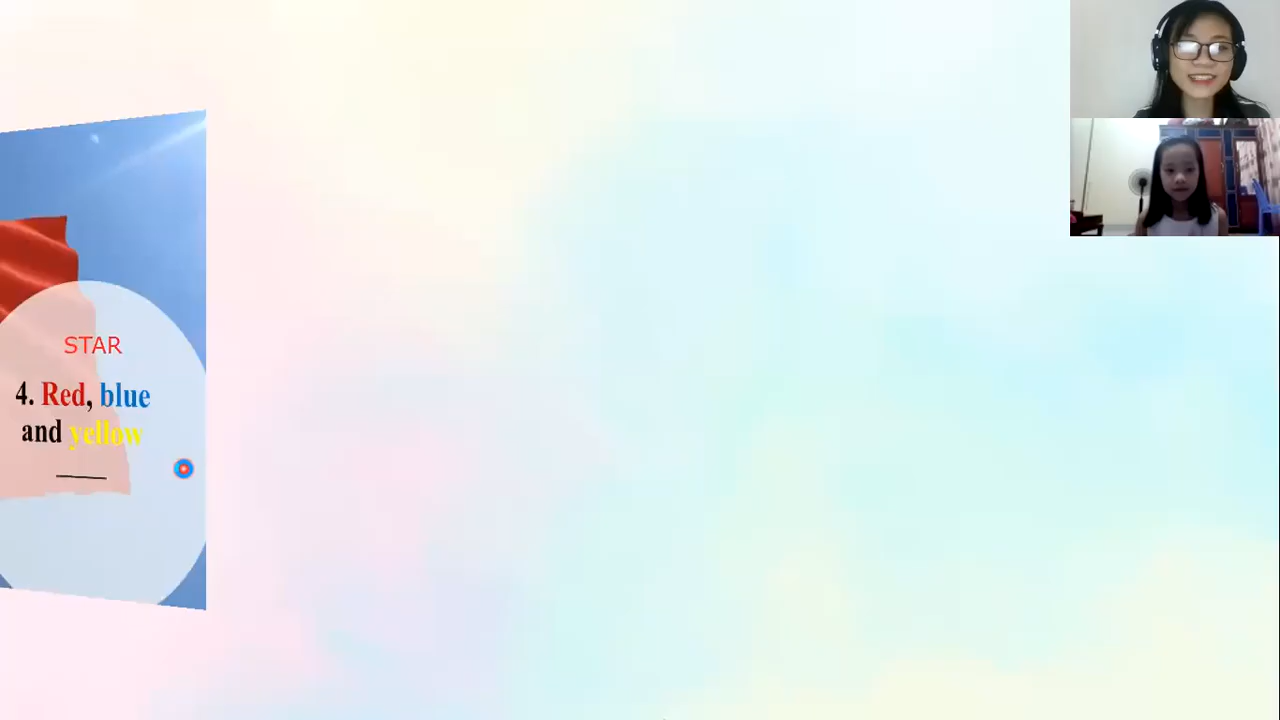 STAR
4. Red, blue
and yellow